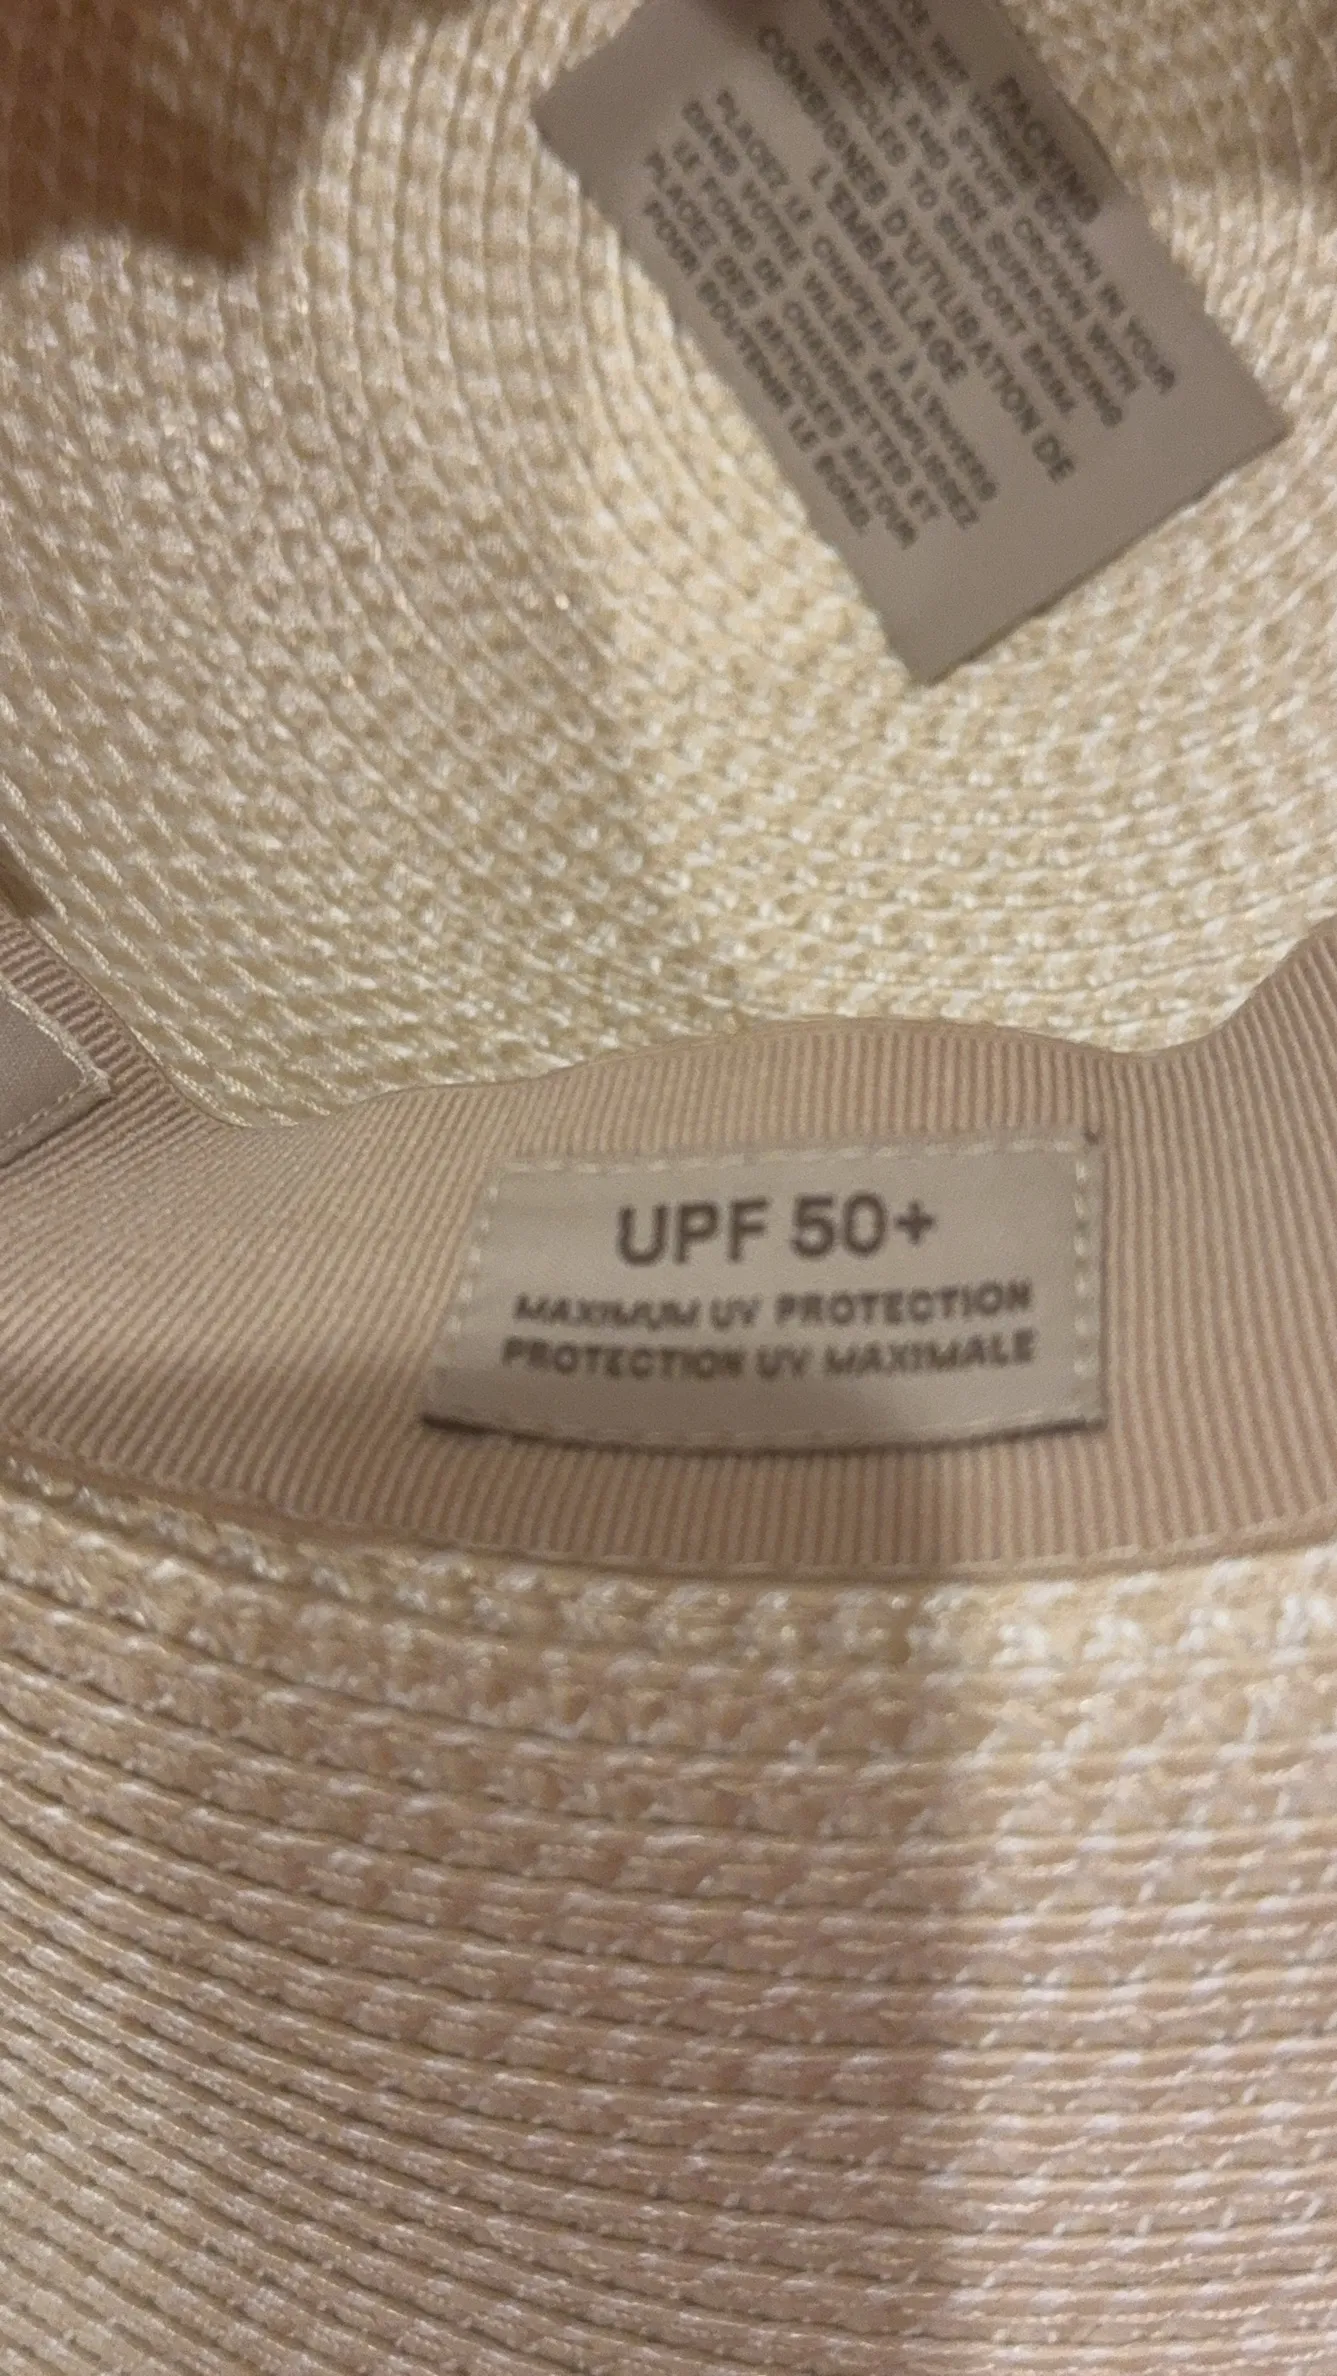 PACKING
PLACE HAT UPSIDE DOWN IN YOUR
SUITCASE, STUFF CROWN WITH
AND USE SURROUNDING
ARTICLES TO SUPPORT BRIM.
CONSIGNES D'UTILISATION DE
L'EMBALLAGE
PLACEZ LE CHAPEAU À L'ENVERS
DANS VOTRE VALISE, REMPLISSEZ
LE FOND DE CHAUSSETTES ET
PLACEZ DES ARTICLES AUTOUR
POUR SOUTENIR LE BORD.
UPF 50+
MAXIMUM UV PROTECTION
PROTECTION UV MAXIMALE